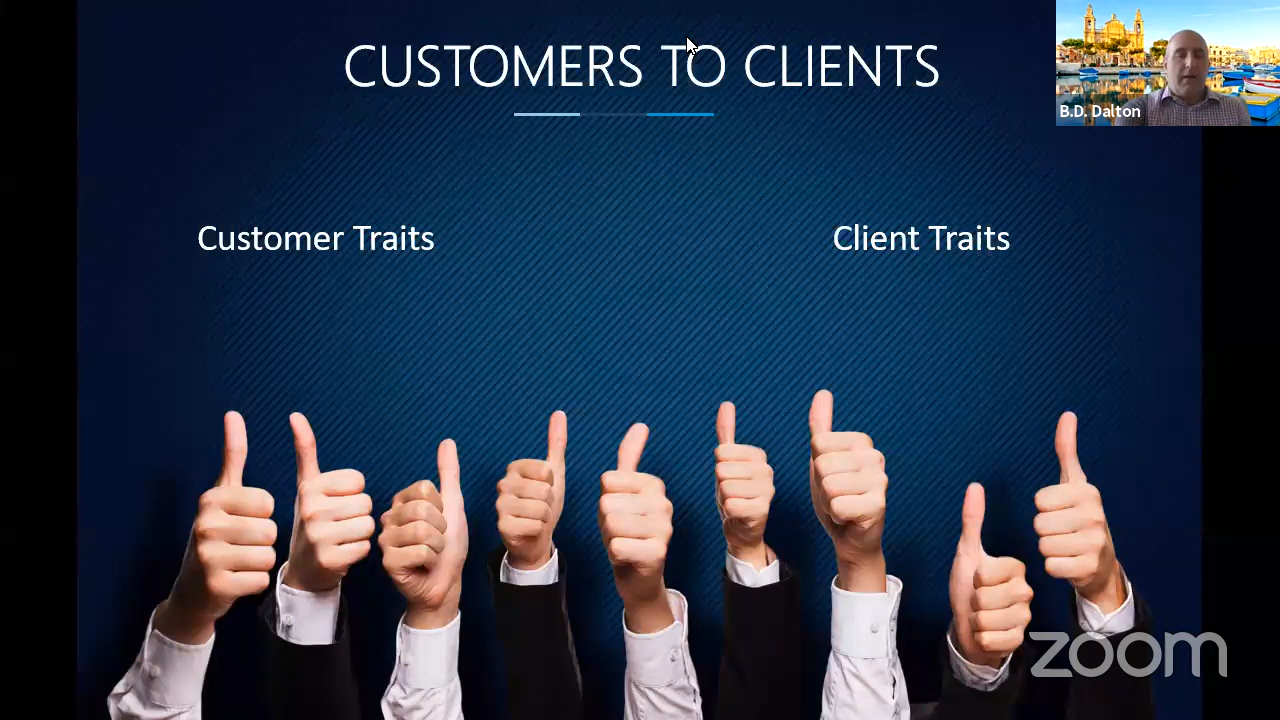 CUSTOMERS TO CLIENTS
B.D. Dalton
Customer Traits
Client Traits
zoom